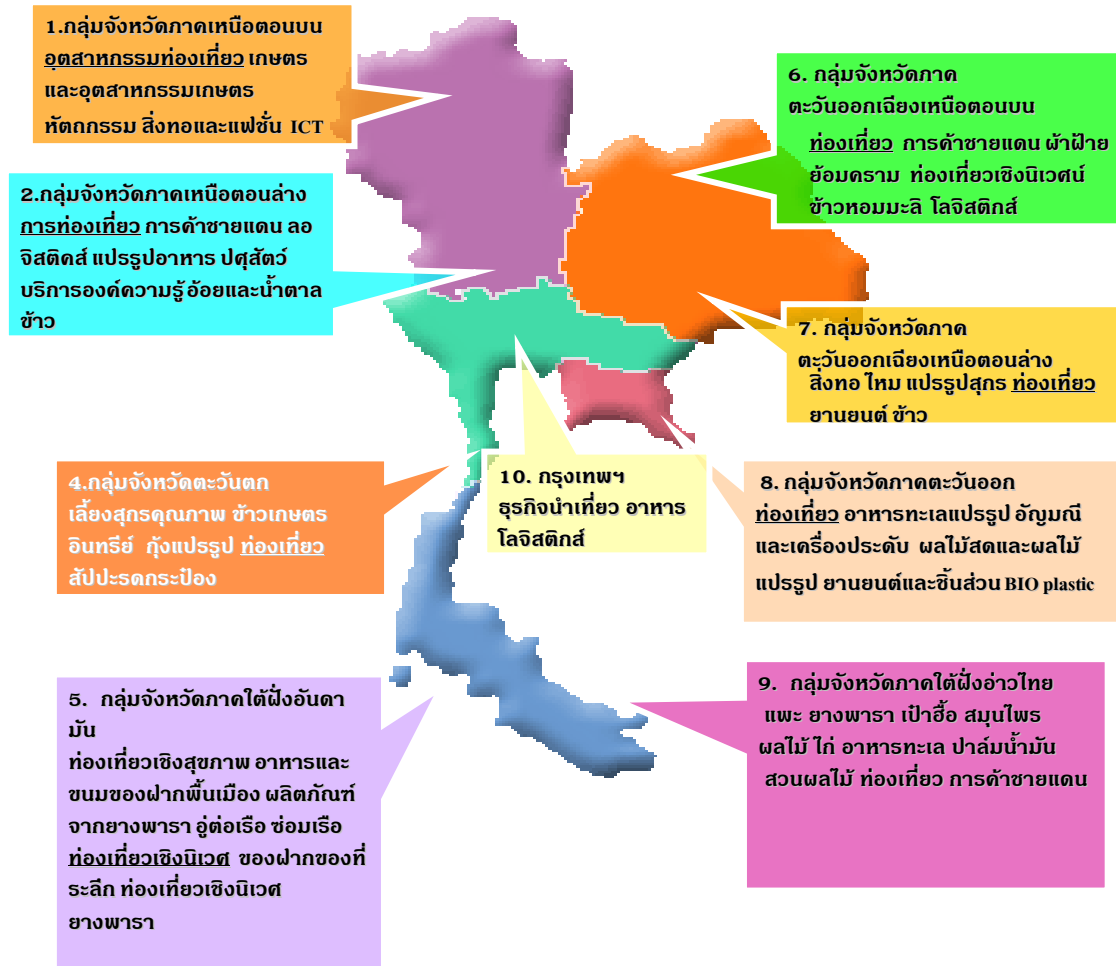 1.กลุ่มจังหวัดภาคเหนือตอนบน
อุตสาหกรรมท่องเที่ยว เกษตร
และอุตสาหกรรมเกษตร
หัตถกรรม สิ่งทอและแฟชั่น ICT
2.กลุ่มจังหวัดภาคเหนือตอนล่าง
การท่องเที่ยว การค้าชายแดน ลอ
จิสติคส์ แปรรูปอาหาร ปศุสัตว์
บริการองค์ความรู้ อ้อยและน้ำตาล
ข้าว
4.กลุ่มจังหวัดตะวันตก
เลี้ยงสุกรคุณภาพ ข้าวเกษตร
อินทรีย์ กุ้งแปรรูป ท่องเที่ยว
สัปปะรดกระป๋อง
5. กลุ่มจังหวัดภาคใต้ฝั่งอันดา
มัน
ท่องเที่ยวเชิงสุขภาพ อาหารและ
ขนมของฝากพื้นเมือง ผลิตภัณฑ์
จากยางพารา อู่ต่อเรือ ซ่อมเรือ
ท่องเที่ยวเชิงนิเวศ ของฝากของที่
ระลึก ท่องเที่ยวเชิงนิเวศ
ยางพารา
6. กลุ่มจังหวัดภาค
ตะวันออกเฉียงเหนือตอนบน
ท่องเที่ยว การค้าชายแดน ผ้าฝ้าย
ย้อมคราม ท่องเที่ยวเชิงนิเวศน์
ข้าวหอมมะลิ โลจิสติกส์
7. กลุ่มจังหวัดภาค
ตะวันออกเฉียงเหนือตอนล่าง
สิ่งทอ ไหม แปรรูปสุกร ท่องเที่ยว
ยานยนต์ ข้าว
8. กลุ่มจังหวัดภาคตะวันออก
ท่องเที่ยว อาหารทะเลแปรรูป อัญมณี
และเครื่องประดับ ผลไม้สดและผลไม้
แปรรูป ยานยนต์และชิ้นส่วน BIO plastic
9. กลุ่มจังหวัดภาคใต้ฝั่งอ่าวไทย
แพะ ยางพารา เป๋าฮื้อ สมุนไพร
ผลไม้ ไก่ อาหารทะเล ปาล์มน้ำมัน
สวนผลไม้ ท่องเที่ยว การค้าชายแดน
10. กรุงเทพฯ
ธุรกิจนำเที่ยว อาหาร
โลจิสติกส์